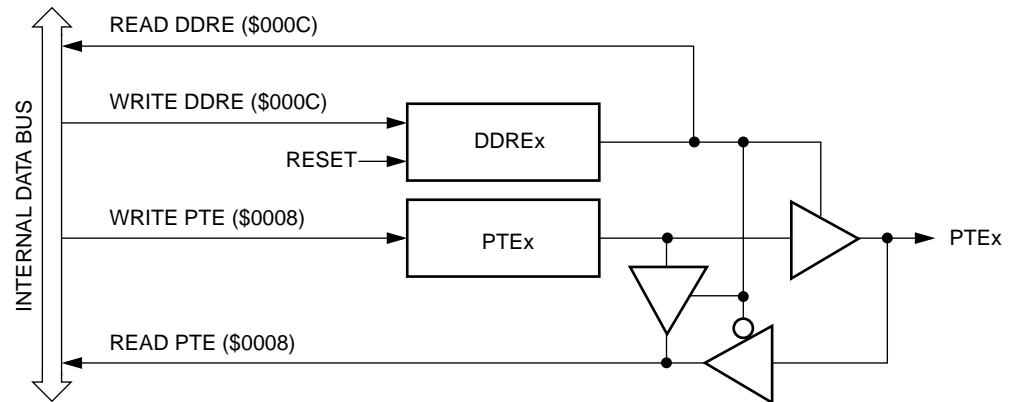 READ DDRE ($000C)
WRITE DDRE ($000C)
DDREx
RESET
WRITE PTE ($0008)
PTEx
PTEx
READ PTE ($0008)
INTERNAL DATA BUS